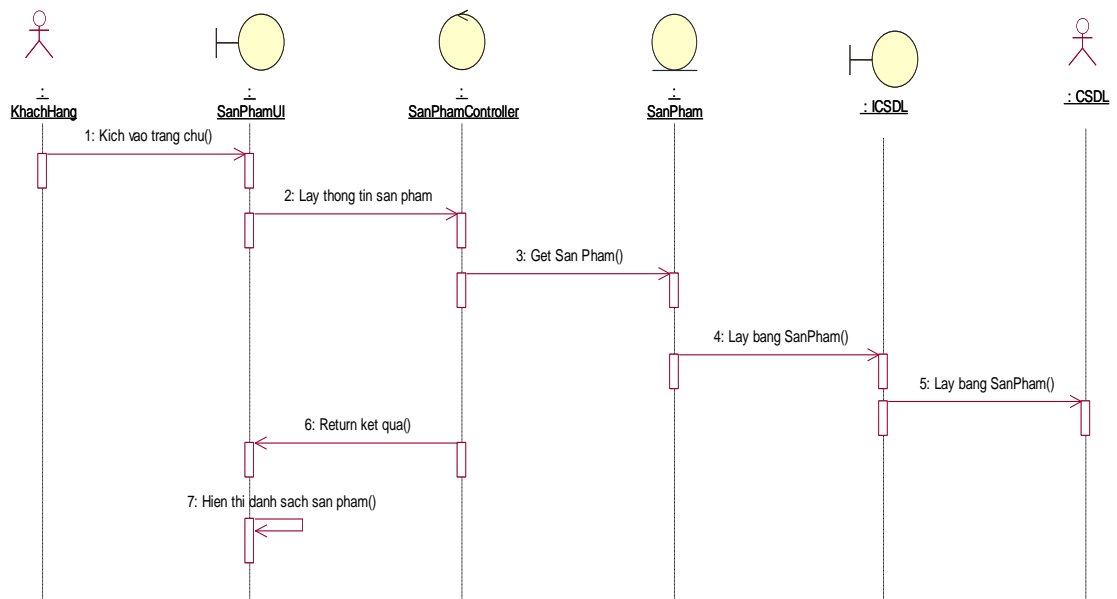 :
KhachHang
:
SanPhamUI
:
SanPhamController
:
SanPham
: ICSDL
: CSDL
1: Kich vao trang chu()
2: Lay thong tin san pham
3: Get San Pham()
4: Lay bang SanPham()
5: Lay bang SanPham()
6: Return ket qua()
7: Hien thi danh sach san pham()